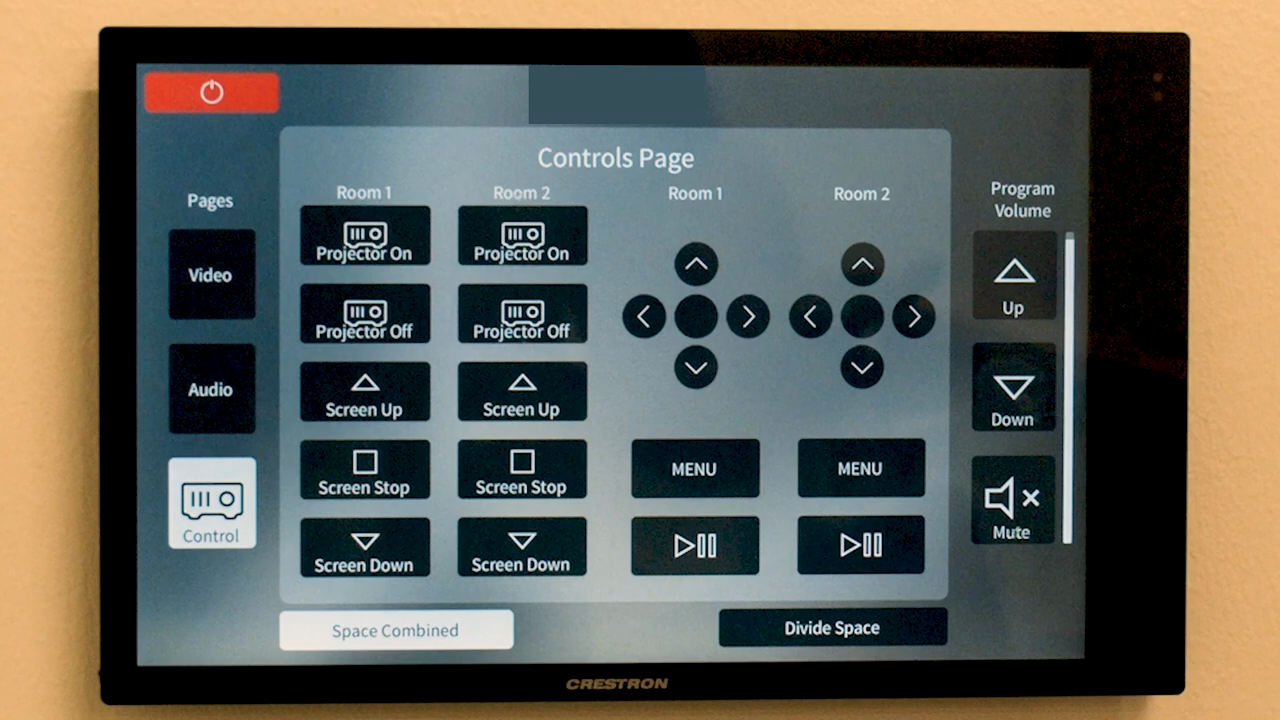 Controls Page
Pages
Room 1
Room 2
Room 1
Room 2
Program
Volume
Video
Audio
Control
Projector On
Projector On
Projector Off
Projector Off
Screen Up
Screen Up
Screen Stop
Screen Stop
Screen Down
Screen Down
MENU
MENU
Up
Down
Mute
Space Combined
Divide Space
CRESTRON